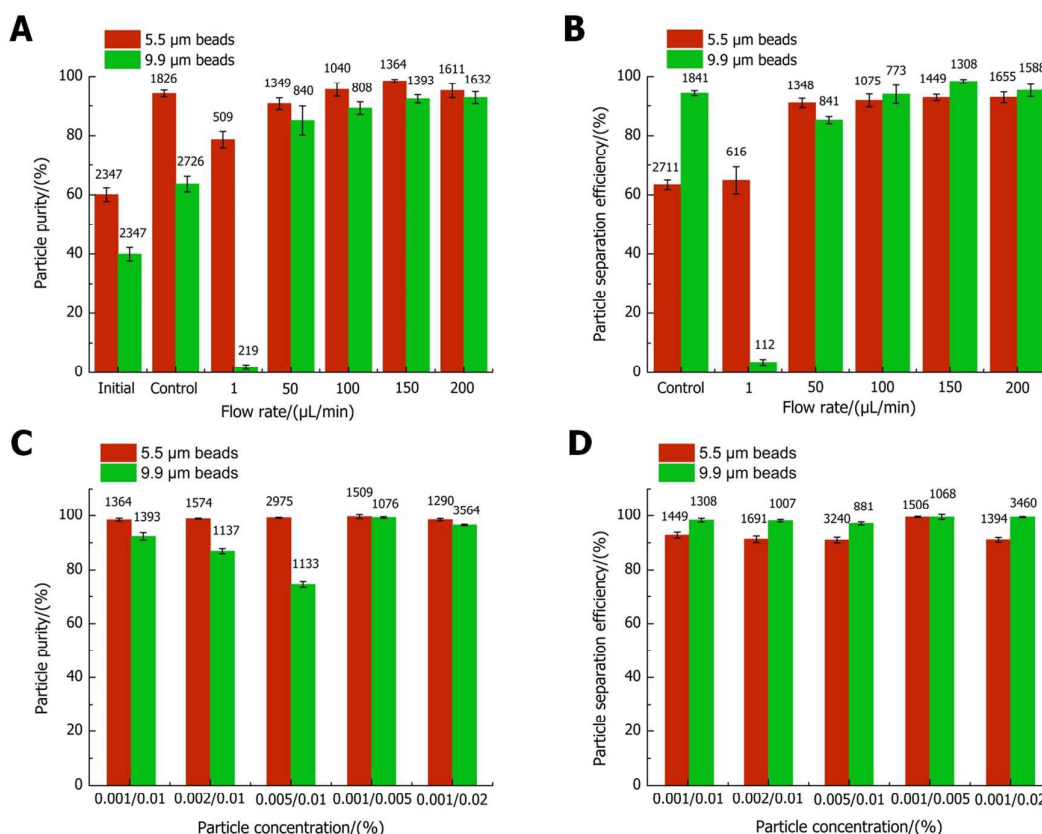 A
5.5 µm beads
9.9 µm beads
Particle purity/(%)
100
80
60
40
20
0
2347
2347
1826
2726
509
219
1349
840
1040
808
1364
1393
1611
1632
Initial Control 1 50 100 150 200
Flow rate/(µL/min)
B
5.5 µm beads
9.9 µm beads
Particle separation efficiency/(%)
100
80
60
40
20
0
2711
1841
616
112
1348
841
1075
773
1449
1308
1655
1588
Control 1 50 100 150 200
Flow rate/(µL/min)
C
5.5 µm beads
9.9 µm beads
Particle purity/(%)
100
80
60
40
20
0
1364
1393
1574
1137
2975
1133
1509
1076
1290
3564
0.001/0.01 0.002/0.01 0.005/0.01 0.001/0.005 0.001/0.02
Particle concentration/(%)
D
5.5 µm beads
9.9 µm beads
Particle separation efficiency/(%)
100
80
60
40
20
0
1449
1308
1691
1007
3240
881
1506
1068
1394
3460
0.001/0.01 0.002/0.01 0.005/0.01 0.001/0.005 0.001/0.02
Particle concentration/(%)